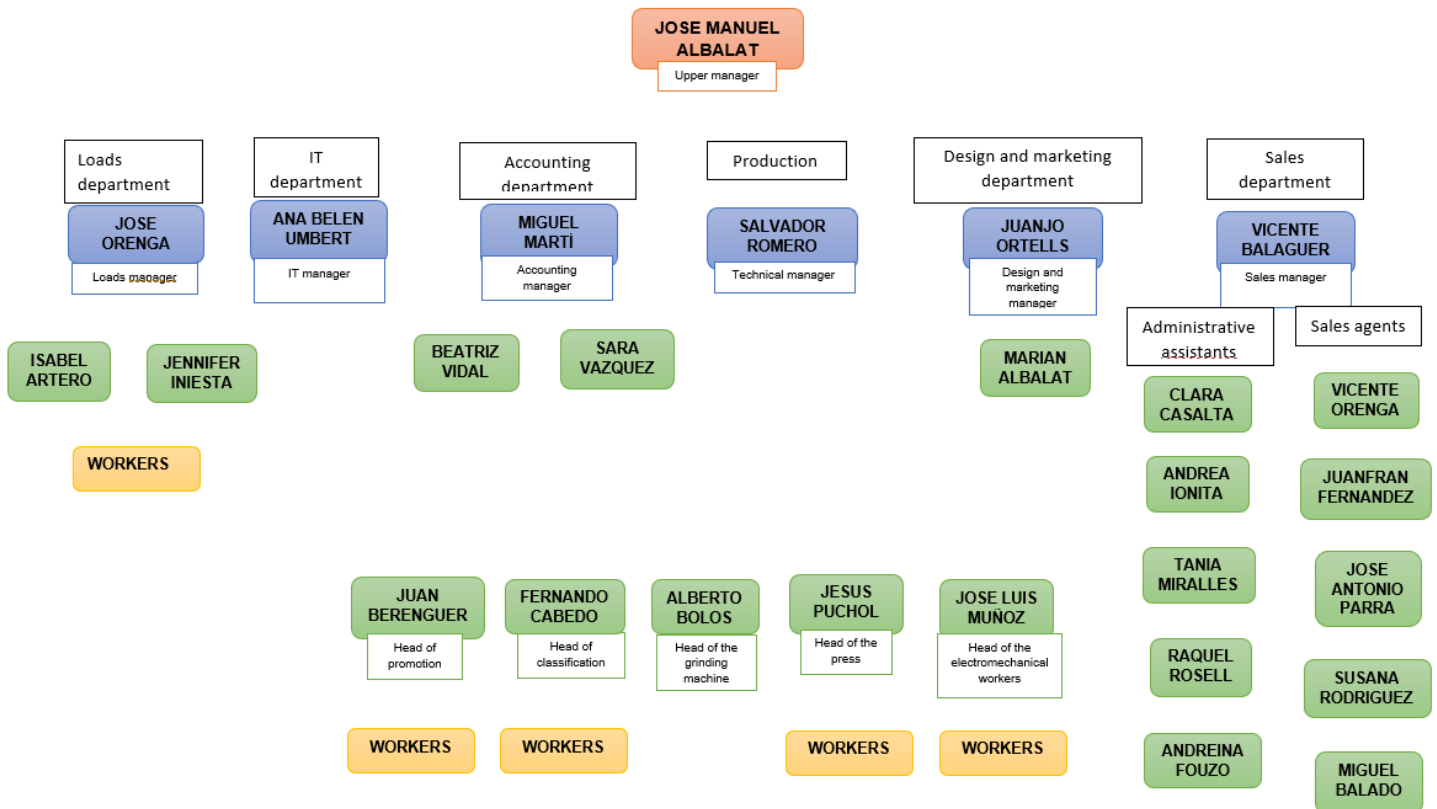 JOSE MANUEL
ALBALAT
Upper manager
Loads
department
JOSE
ORENGA
Loads manager
IT
department
ANA BELEN
UMBERT
IT manager
Accounting
department
MIGUEL
MARTÌ
Accounting
manager
Production
SALVADOR
ROMERO
Technical manager
Design and marketing
department
JUANJO
ORTELLS
Design and
marketing
manager
Sales
department
VICENTE
BALAGUER
Sales manager
ISABEL
ARTERO
JENNIFER
INIESTA
WORKERS
BEATRIZ
VIDAL
SARA
VAZQUEZ
MARIAN
ALBALAT
Administrative
assistants
CLARA
CASALTA
ANDREA
IONITA
TANIA
MIRALLES
RAQUEL
ROSELL
ANDREINA
FOUZO
Sales agents
VICENTE
ORENGA
JUANFRAN
FERNANDEZ
JOSE
ANTONIO
PARRA
SUSANA
RODRIGUEZ
MIGUEL
BALADO
JUAN
BERENGUER
Head of
promotion
WORKERS
FERNANDO
CABEDO
Head of
classification
WORKERS
ALBERTO
BOLOS
Head of the
grinding
machine
JESUS
PUCHOL
Head of the
press
WORKERS
JOSE LUIS
MUÑOZ
Head of the
electromechanical
workers
WORKERS